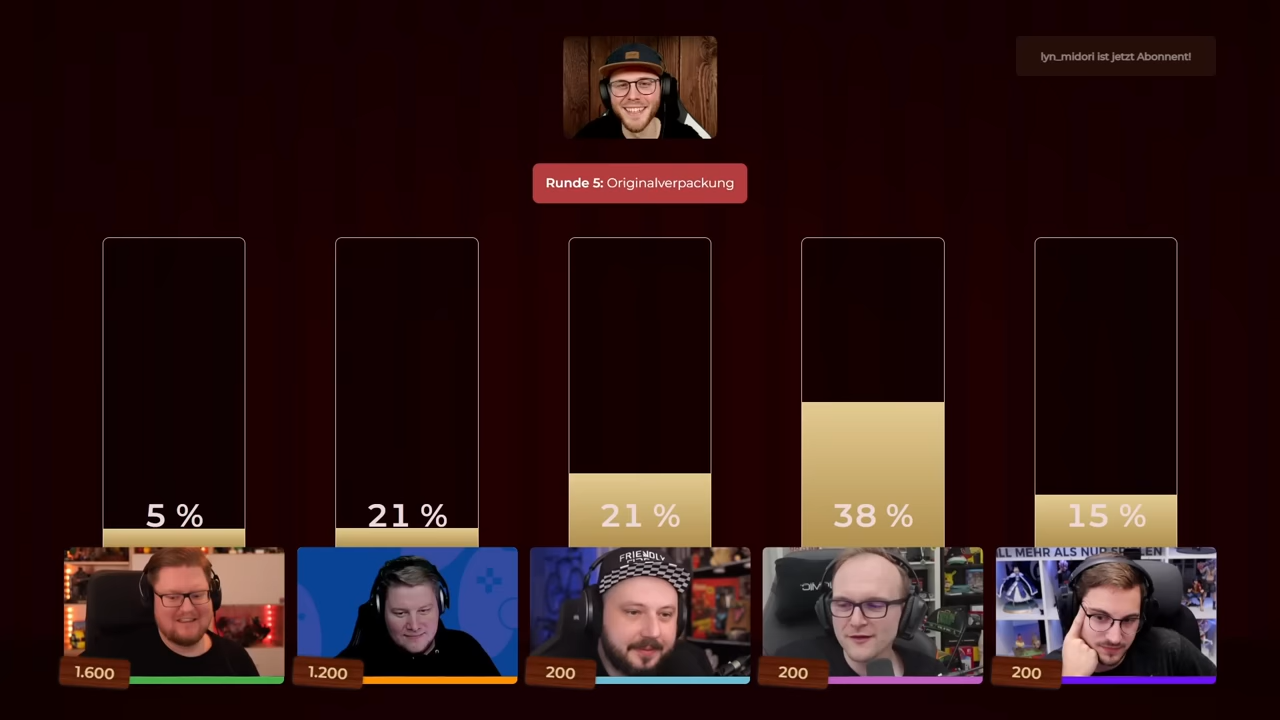 lyn_midori ist jetzt Abonnent!
Runde 5: Originalverpackung
5 %
21 %
21 %
38 %
15 %
FRIENDLY
ALL MEHR ALS NUR SPIELEN
1.600
1.200
200
200
200